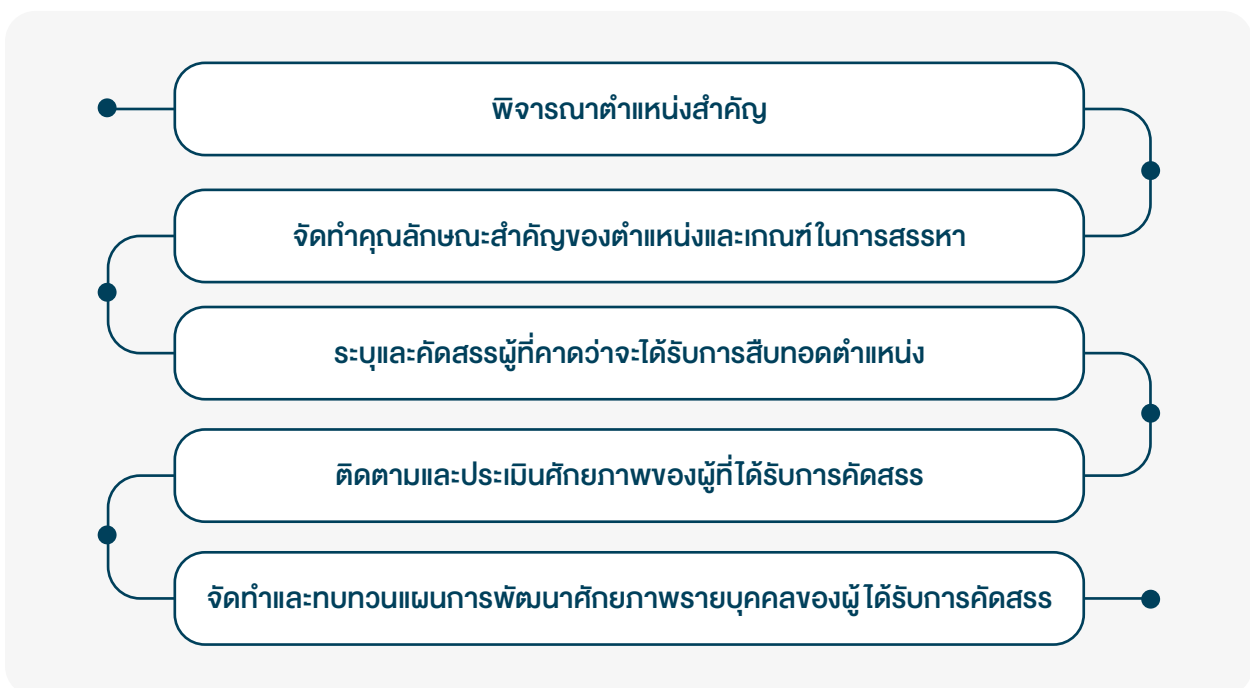 พิจารณาตำแหน่งสำคัญ
จัดทำคุณลักษณะสำคัญของตำแหน่งและเกณฑ์ในการสรรหา
ระบุและคัดสรรผู้ที่คาดว่าจะได้รับการสืบทอดตำแหน่ง
ติดตามและประเมินศักยภาพของผู้ที่ได้รับการคัดสรร
จัดทำและทบทวนแผนการพัฒนาศักยภาพรายบุคคลของผู้ได้รับการคัดสรร